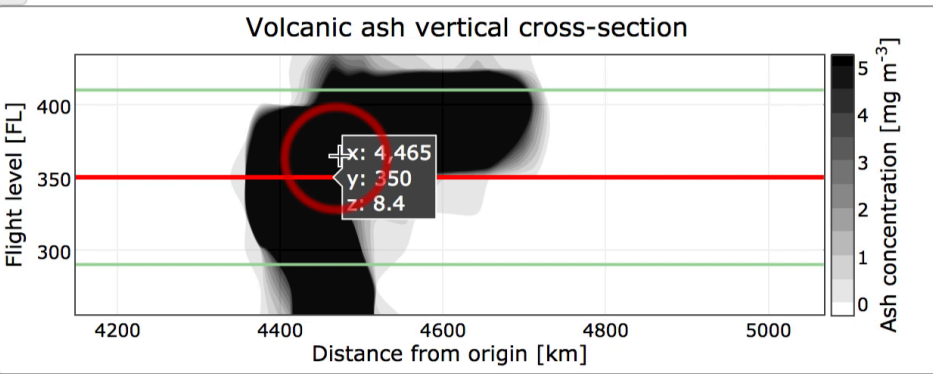 Volcanic ash vertical cross-section
Flight level [FL]
400
350
300
x: 4,465
y: 350
z: 8.4
4200 4400 4600 4800 5000
Distance from origin [km]
5
4
3
2
1
0
Ash concentration [mg m⁻³]